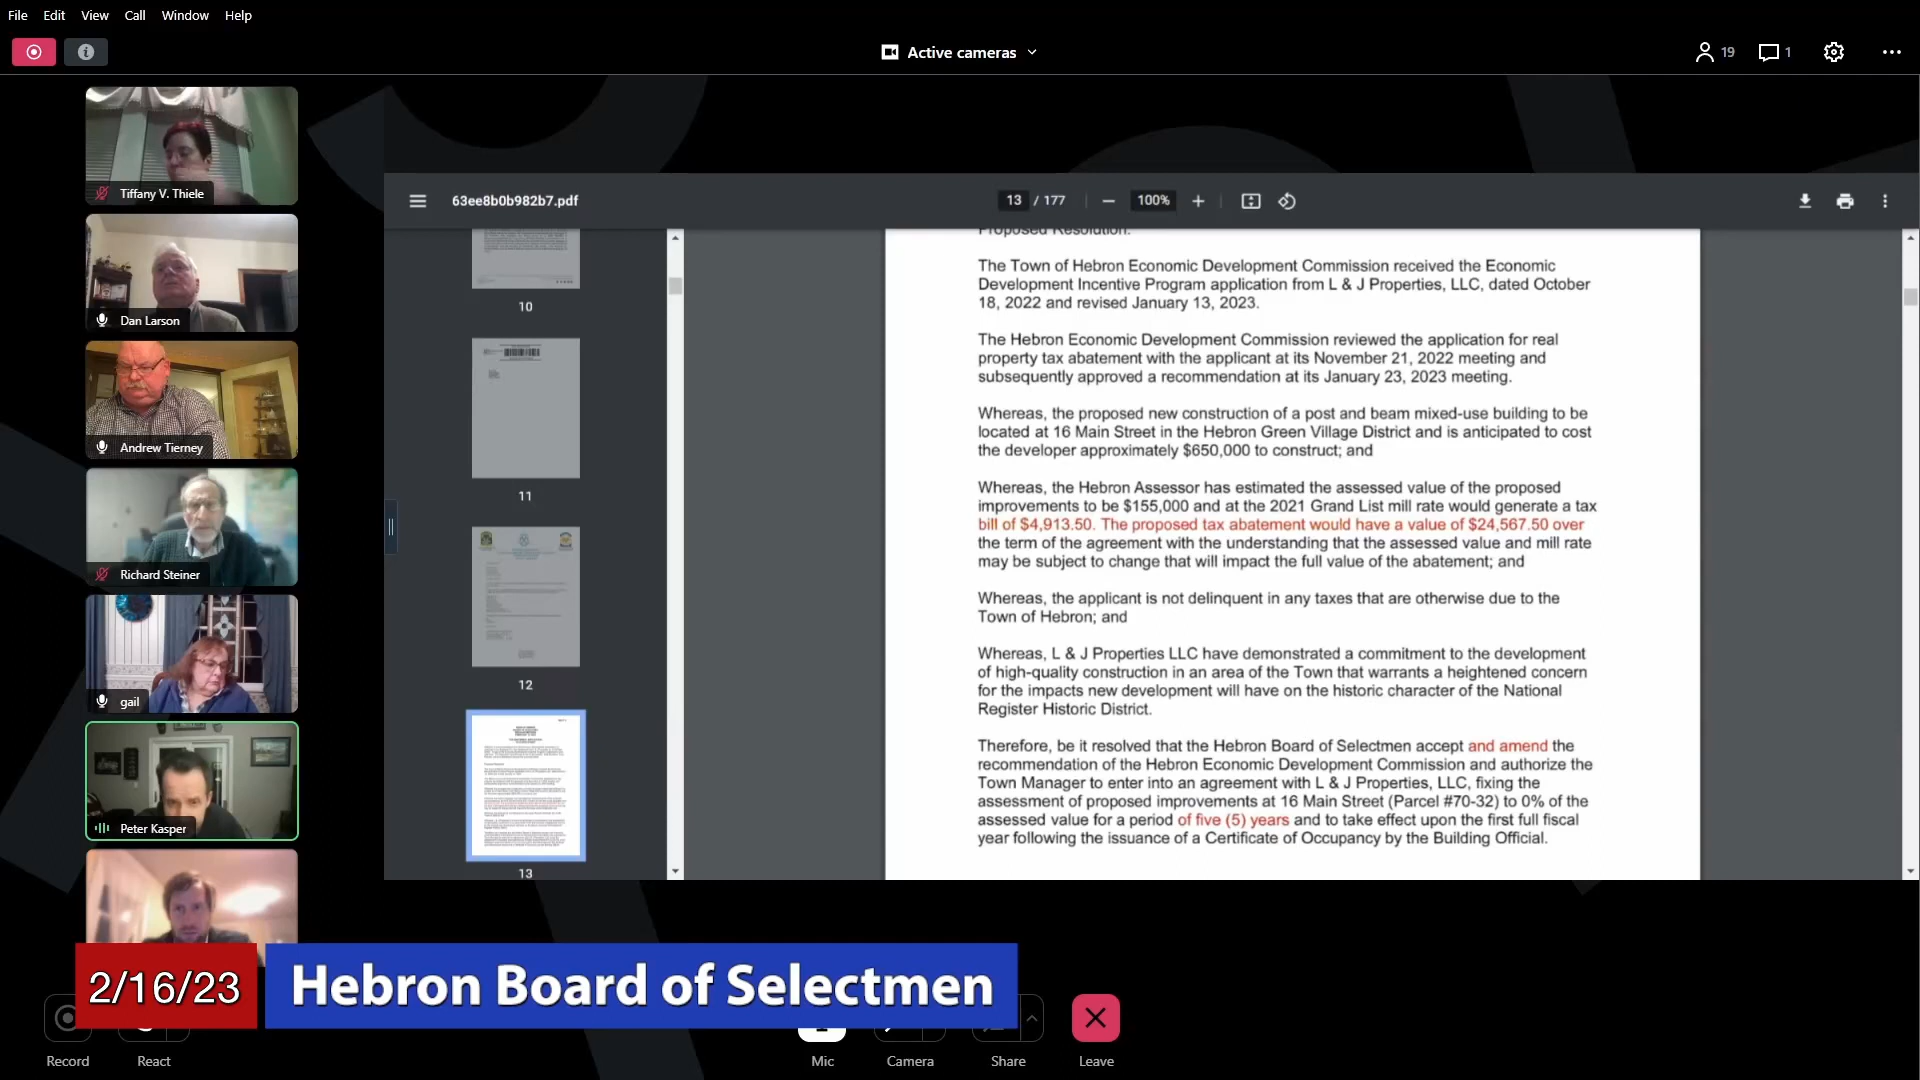 File Edit View Call Window Help
Active cameras
19
1
Tiffany V. Thiele
Dan Larson
Andrew Tierney
Richard Steiner
gail
Peter Kasper
63ee8b0b982b7.pdf
13 / 177
100%
10
11
12
13
Proposed Resolution.
The Town of Hebron Economic Development Commission received the Economic
Development Incentive Program application from L & J Properties, LLC, dated October
18, 2022 and revised January 13, 2023.
The Hebron Economic Development Commission reviewed the application for real
property tax abatement with the applicant at its November 21, 2022 meeting and
subsequently approved a recommendation at its January 23, 2023 meeting.
Whereas, the proposed new construction of a post and beam mixed-use building to be
located at 16 Main Street in the Hebron Green Village District and is anticipated to cost
the developer approximately $650,000 to construct; and
Whereas, the Hebron Assessor has estimated the assessed value of the proposed
improvements to be $155,000 and at the 2021 Grand List mill rate would generate a tax
bill of $4,913.50. The proposed tax abatement would have a value of $24,567.50 over
the term of the agreement with the understanding that the assessed value and mill rate
may be subject to change that will impact the full value of the abatement; and
Whereas, the applicant is not delinquent in any taxes that are otherwise due to the
Town of Hebron; and
Whereas, L & J Properties LLC have demonstrated a commitment to the development
of high-quality construction in an area of the Town that warrants a heightened concern
for the impacts new development will have on the historic character of the National
Register Historic District.
Therefore, be it resolved that the Hebron Board of Selectmen accept and amend the
recommendation of the Hebron Economic Development Commission and authorize the
Town Manager to enter into an agreement with L & J Properties, LLC, fixing the
assessment of proposed improvements at 16 Main Street (Parcel #70-32) to 0% of the
assessed value for a period of five (5) years and to take effect upon the first full fiscal
year following the issuance of a Certificate of Occupancy by the Building Official.
2/16/23
Hebron Board of Selectmen
Record
React
Mic
Camera
Share
Leave